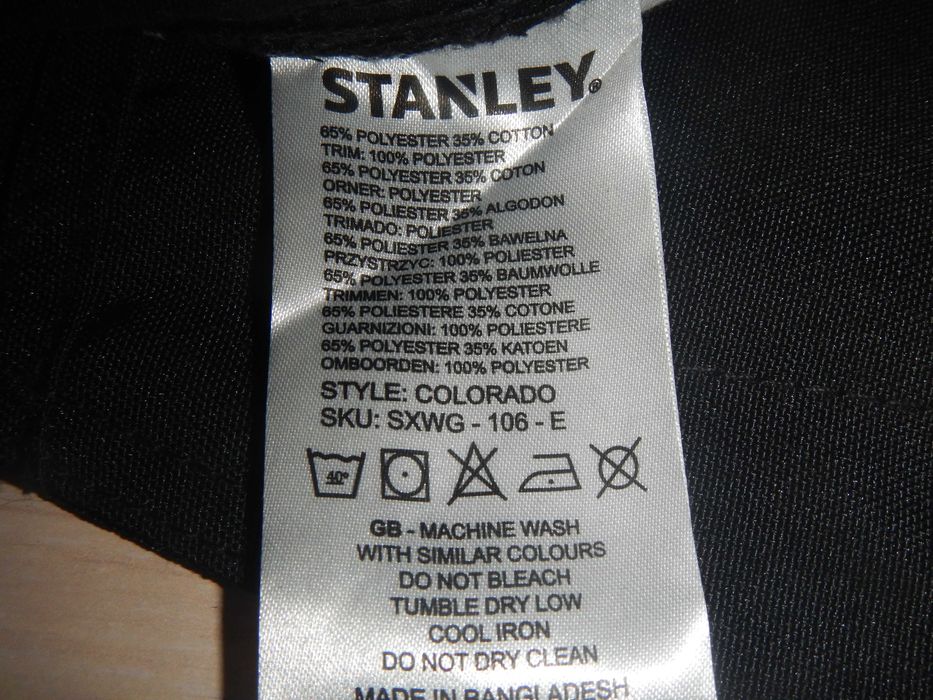 STANLEY®
65% POLYESTER 35% COTTON
TRIM: 100% POLYESTER
65% POLYESTER 35% COTON
ORNER: POLYESTER
65% POLIESTER 35% ALGODON
TRIMADO: POLIESTER
65% POLIESTER 35% BAWELNA
PRZYSTRZYC: 100% POLIESTER
65% POLYESTER 35% BAUMWOLLE
TRIMMEN: 100% POLYESTER
65% POLIESTERE 35% COTONE
GUARNIZIONI: 100% POLIESTERE
65% POLYESTER 35% KATOEN
OMBOORDEN: 100% POLYESTER
STYLE: COLORADO
SKU: SXWG - 106 - E
40°
GB - MACHINE WASH
WITH SIMILAR COLOURS
DO NOT BLEACH
TUMBLE DRY LOW
COOL IRON
DO NOT DRY CLEAN
MADE IN BANGLADESH